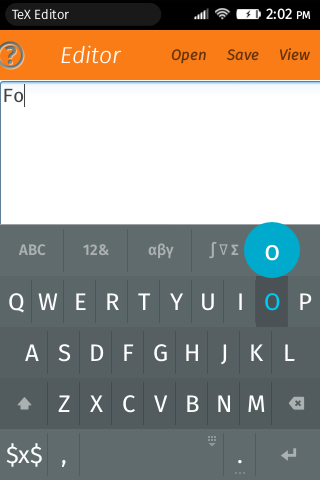 TeX Editor 2:02 PM
? Editor Open Save View
Fo
ABC 12& αβγ ∫∇Σ o
Q W E R T Y U I O P
A S D F G H J K L
Z X C V B N M
$x$ , .